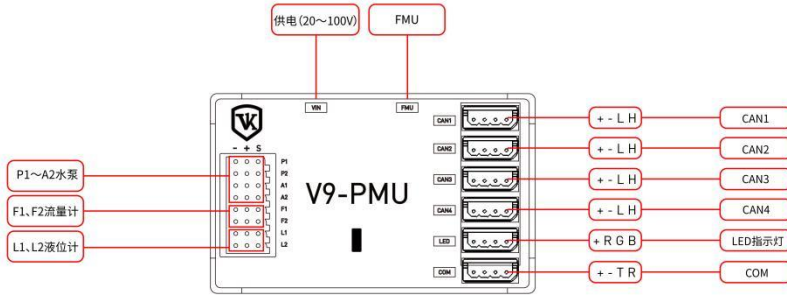 供电(20～100V)
FMU
VIN
FMU
VK
- + S
P1
P2
A1
A2
F1
F2
L1
L2
P1～A2水泵
F1、F2流量计
L1、L2液位计
V9-PMU
CAN1
+ - L H
CAN1
CAN2
+ - L H
CAN2
CAN3
+ - L H
CAN3
CAN4
+ - L H
CAN4
LED
+ R G B
LED指示灯
COM
+ - T R
COM